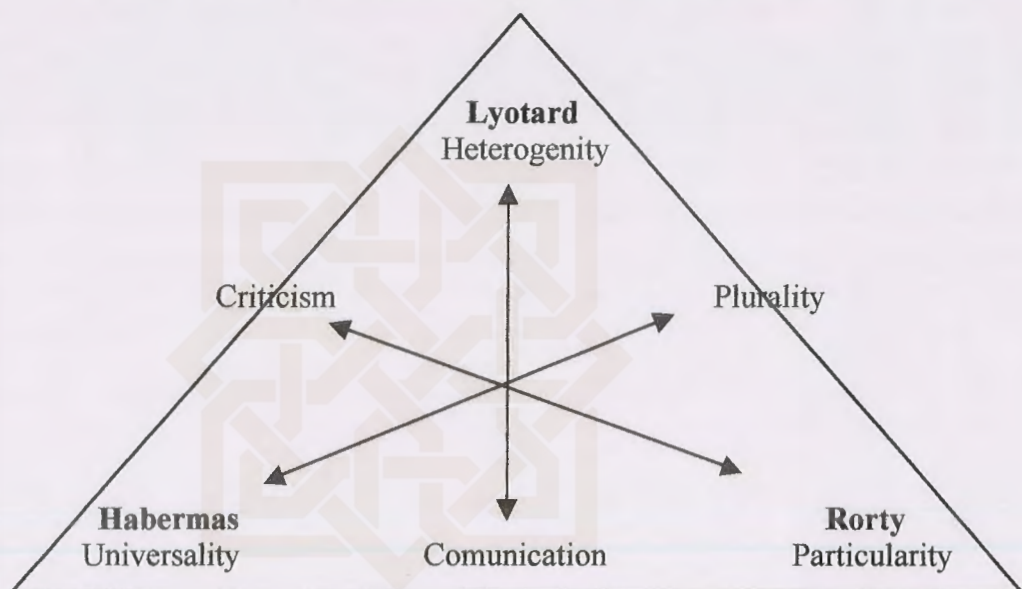 Lyotard
Heterogenity
Criticism
Plurality
Habermas
Universality
Comunication
Rorty
Particularity